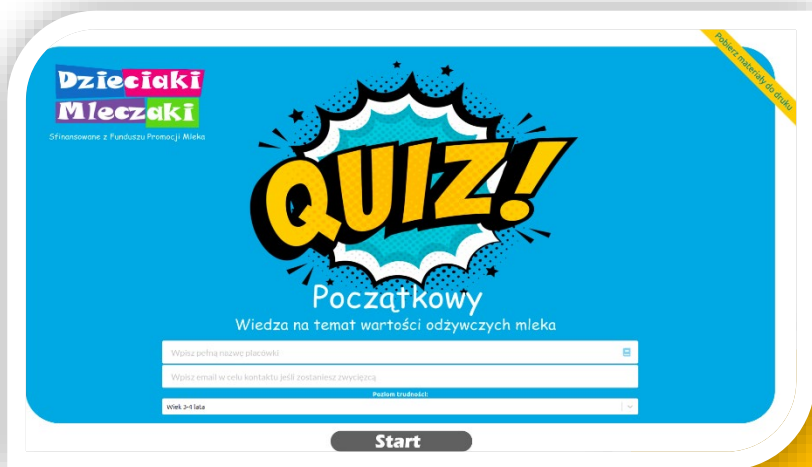 Pobierz materiały do druku
Dzieciaki
Mleczaki
Sfinansowane z Funduszu Promocji Mleka
QUIZ!
Początkowy
Wiedza na temat wartości odżywczych mleka
Wpisz pełną nazwę placówki
Wpisz email w celu kontaktu jeśli zostaniesz zwycięzcą
Poziom trudności:
Wiek 3-4 lata
Start